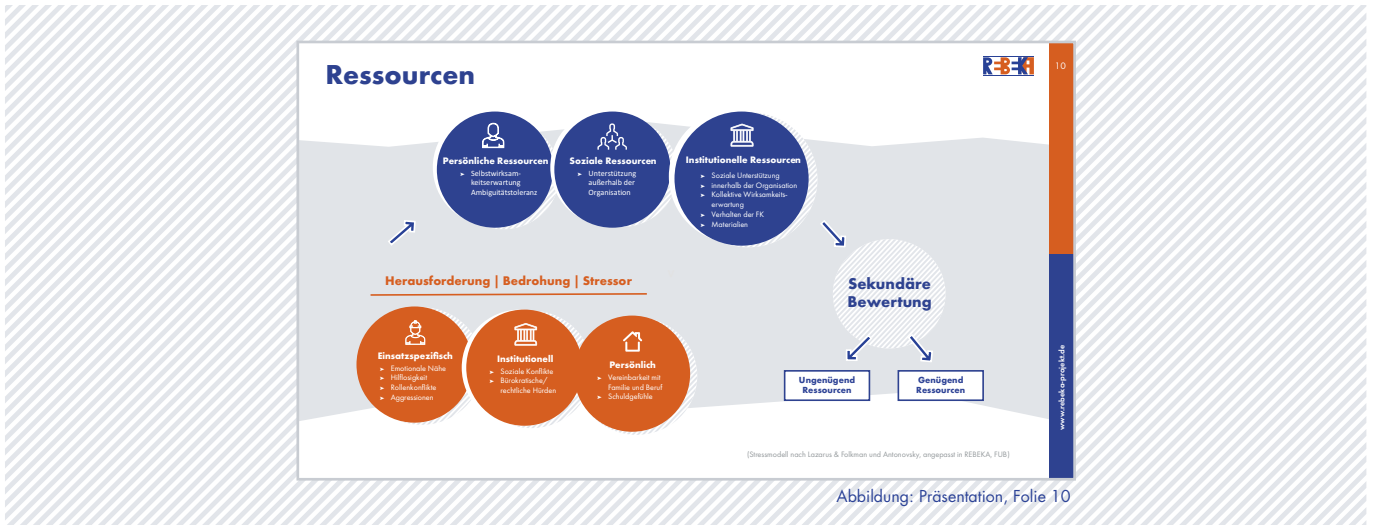 Ressourcen
REBEKA
10
Persönliche Ressourcen
➤ Selbstwirksam-
keitserwartung
Ambiguitätstoleranz
Soziale Ressourcen
➤ Unterstützung
außerhalb der
Organisation
Institutionelle Ressourcen
➤ Soziale Unterstützung
➤ innerhalb der Organisation
➤ Kollektive Wirksamkeits-
erwartung
➤ Verhalten der FK
➤ Materialien
Herausforderung | Bedrohung | Stressor
Einsatzspezifisch
➤ Emotionale Nähe
➤ Hilflosigkeit
➤ Rollenkonflikte
➤ Aggressionen
Institutionell
➤ Soziale Konflikte
➤ Bürokratische/
rechtliche Hürden
Persönlich
➤ Vereinbarkeit mit
Familie und Beruf
➤ Schuldgefühle
Sekundäre
Bewertung
Ungenügend
Ressourcen
Genügend
Ressourcen
www.rebeka-projekt.de
(Stressmodell nach Lazarus & Folkman und Antonovsky, angepasst in REBEKA, FUB)
Abbildung: Präsentation, Folie 10